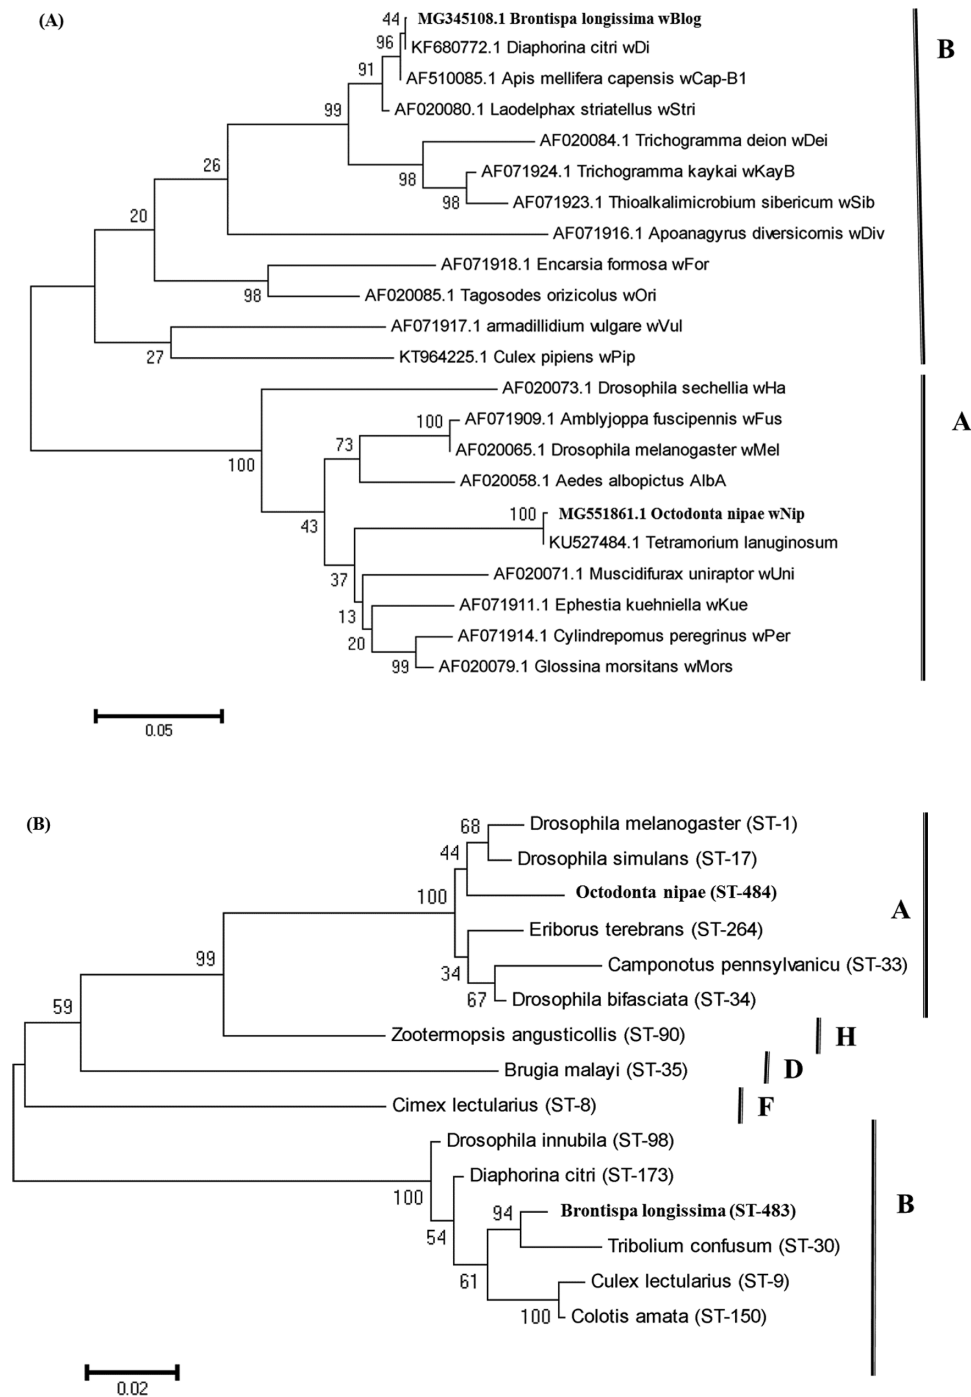 (A)
44 MG345108.1 Brontispa longissima wBlog
B
96 KF680772.1 Diaphorina citri wDi
91
AF510085.1 Apis mellifera capensis wCap-B1
99 AF020080.1 Laodelphax striatellus wStri
AF020084.1 Trichogramma deion wDei
26
AF071924.1 Trichogramma kaykai wKayB
98
98 AF071923.1 Thioalkalimicrobium sibericum wSib
20
AF071916.1 Apoanagyrus diversicornis wDiv
AF071918.1 Encarsia formosa wFor
98 AF020085.1 Tagosodes orizicolus wOri
AF071917.1 armadillidium vulgare wVul
27 KT964225.1 Culex pipiens wPip
AF020073.1 Drosophila sechellia wHa
100 AF071909.1 Amblyjoppa fuscipennis wFus
A
73 AF020065.1 Drosophila melanogaster wMel
100
AF020058.1 Aedes albopictus AlbA
100 MG551861.1 Octodonta nipae wNip
43
KU527484.1 Tetramorium lanuginosum
37 AF020071.1 Muscidifurax uniraptor wUni
AF071911.1 Ephestia kuehniella wKue
13
20 AF071914.1 Cylindrepomus peregrinus wPer
99 AF020079.1 Glossina morsitans wMors
0.05
(B)
68 Drosophila melanogaster (ST-1)
44 Drosophila simulans (ST-17)
100 Octodonta nipae (ST-484)
A
Eriborus terebrans (ST-264)
99
34 Camponotus pennsylvanicu (ST-33)
67 Drosophila bifasciata (ST-34)
59
Zootermopsis angusticollis (ST-90)
H
Brugia malayi (ST-35)
D
Cimex lectularius (ST-8)
F
Drosophila innubila (ST-98)
Diaphorina citri (ST-173)
100
B
94 Brontispa longissima (ST-483)
54
Tribolium confusum (ST-30)
61 Culex lectularius (ST-9)
100 Colotis amata (ST-150)
0.02